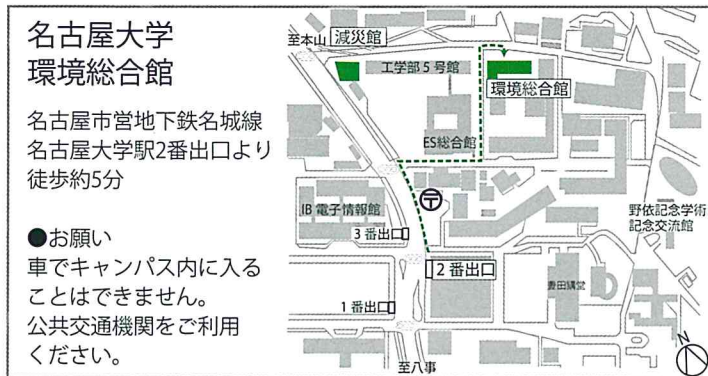 名古屋大学
環境総合館
名古屋市営地下鉄名城線
名古屋大学駅2番出口より
徒歩約5分
●お願い
車でキャンパス内に入る
ことはできません。
公共交通機関をご利用
ください。
至本山
減災館
工学部5号館
環境総合館
ES総合館
IB電子情報館
3番出口
2番出口
1番出口
野依記念学術
記念交流館
豊田講堂
至八事
N